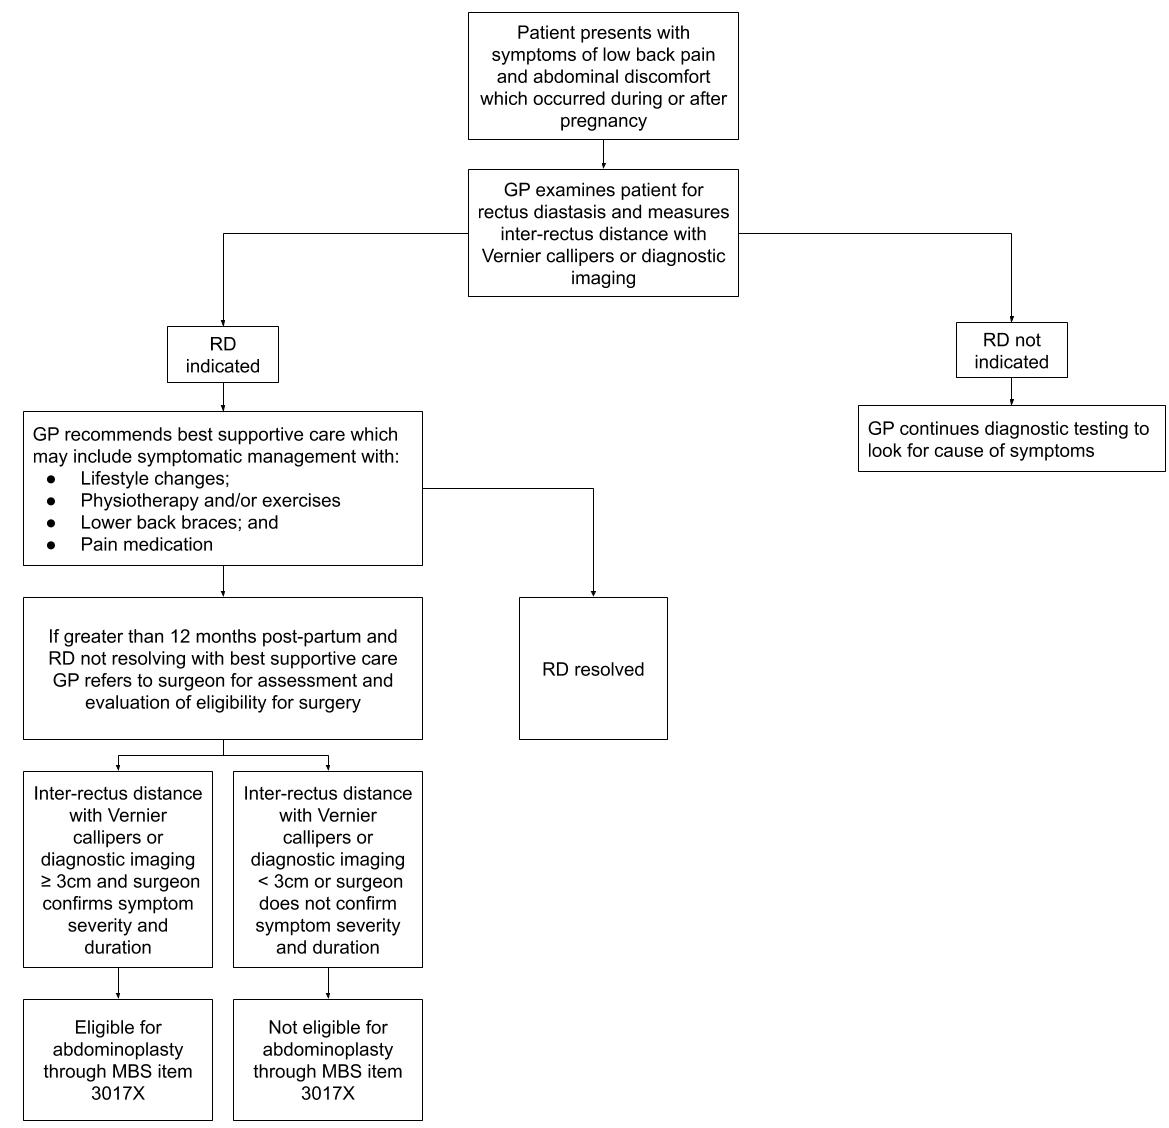 Patient presents with
symptoms of low back pain
and abdominal discomfort
which occurred during or after
pregnancy
GP examines patient for
rectus diastasis and measures
inter-rectus distance with
Vernier callipers or diagnostic
imaging
RD
indicated
RD not
indicated
GP recommends best supportive care which
may include symptomatic management with:
● Lifestyle changes;
● Physiotherapy and/or exercises
● Lower back braces; and
● Pain medication
GP continues diagnostic testing to
look for cause of symptoms
If greater than 12 months post-partum and
RD not resolving with best supportive care
GP refers to surgeon for assessment and
evaluation of eligibility for surgery
RD resolved
Inter-rectus distance
with Vernier
callipers or
diagnostic imaging
≥ 3cm and surgeon
confirms symptom
severity and
duration
Inter-rectus distance
with Vernier
callipers or
diagnostic imaging
< 3cm or surgeon
does not confirm
symptom severity
and duration
Eligible for
abdominoplasty
through MBS item
3017X
Not eligible for
abdominoplasty
through MBS item
3017X